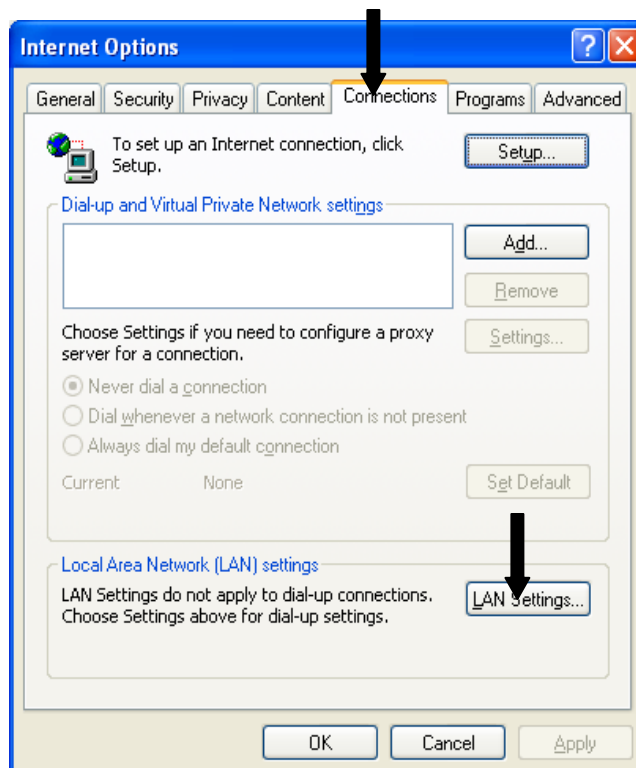 Internet Options
General Security Privacy Content Connections Programs Advanced
To set up an Internet connection, click
Setup.
Setup...
Dial-up and Virtual Private Network settings
Add...
Remove
Choose Settings if you need to configure a proxy
server for a connection.
Settings...
Never dial a connection
Dial whenever a network connection is not present
Always dial my default connection
Current None
Set Default
Local Area Network (LAN) settings
LAN Settings do not apply to dial-up connections.
Choose Settings above for dial-up settings.
LAN Settings...
OK Cancel Apply